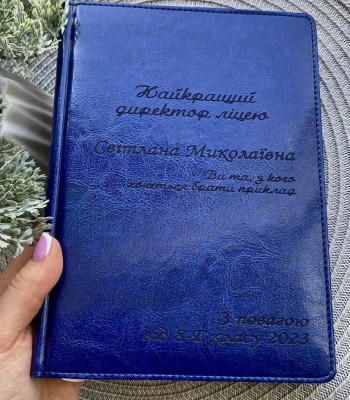 Найкращий
директор ліцею
Світлана Миколаївна
Ви та, з кого
хочеться брати приклад
З повагою
від 8-Г класу 2023